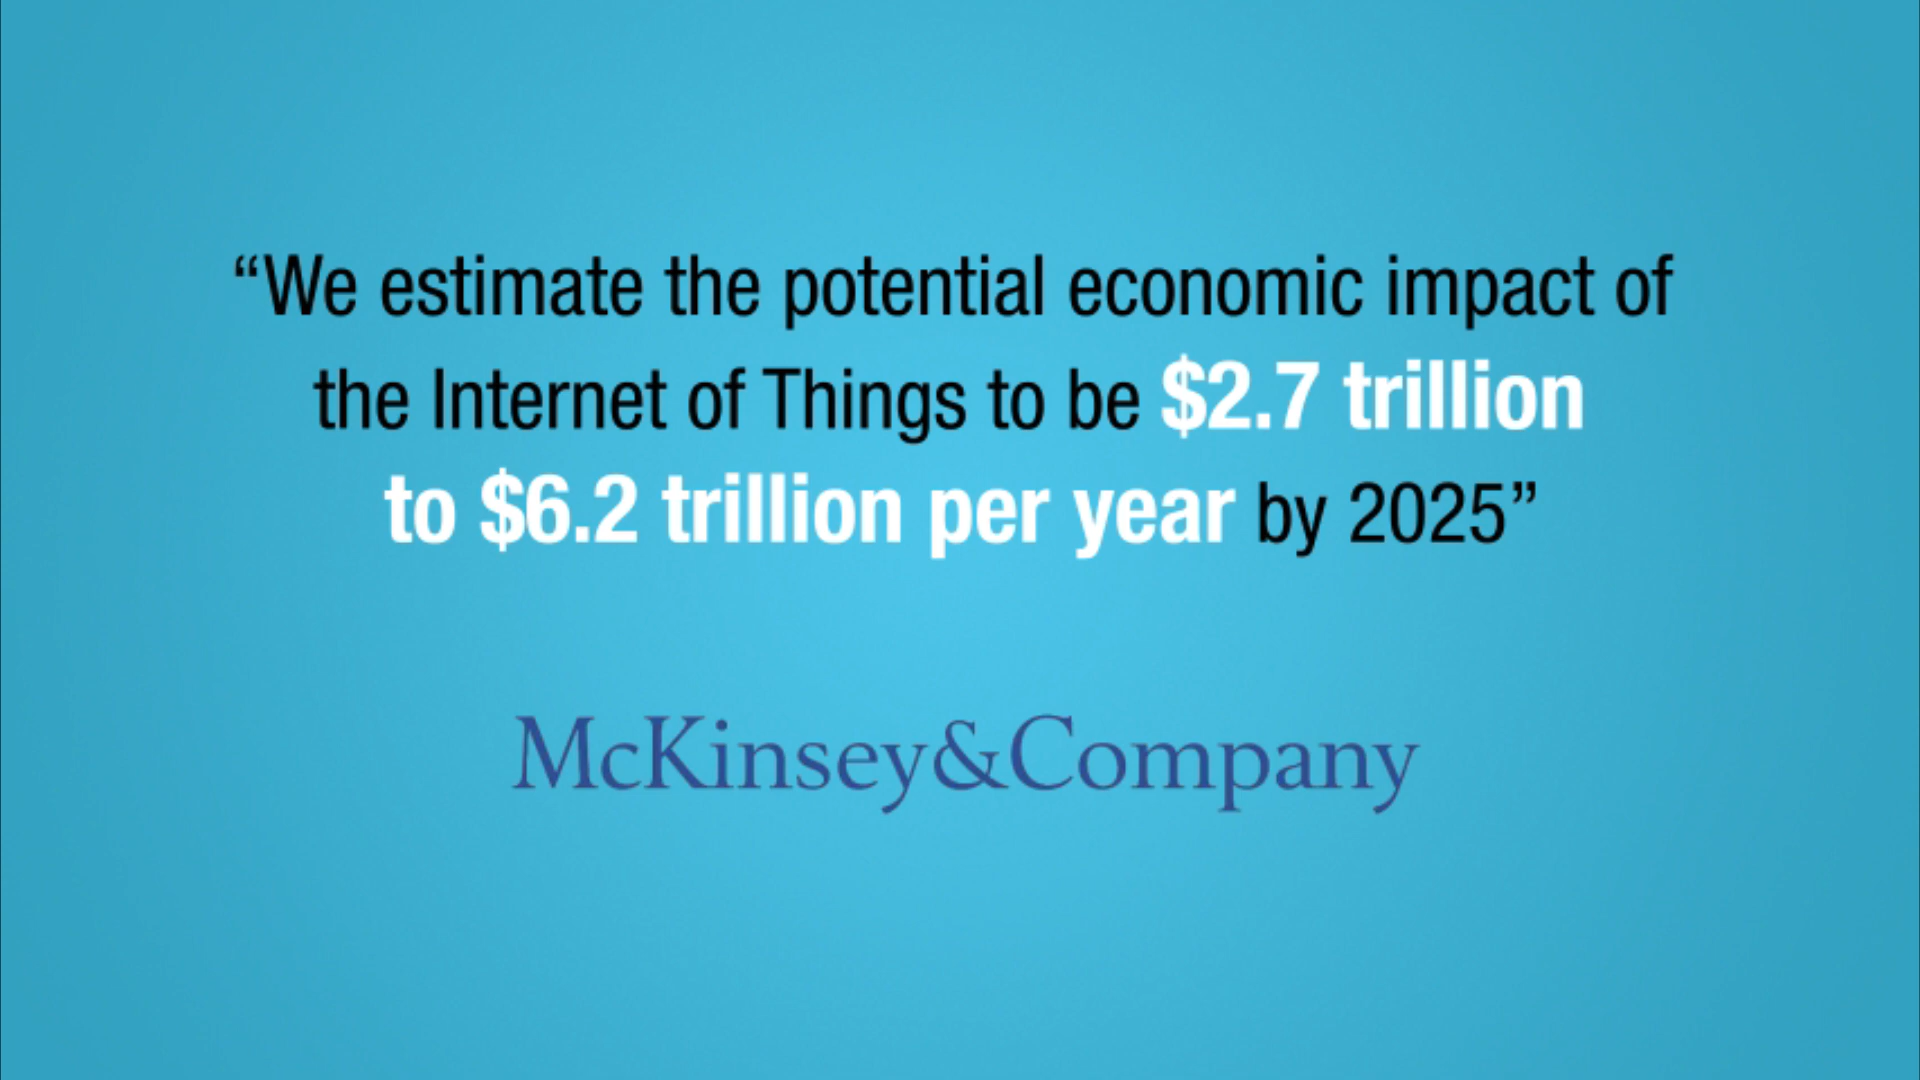 “We estimate the potential economic impact of
the Internet of Things to be $2.7 trillion
to $6.2 trillion per year by 2025”
McKinsey&Company